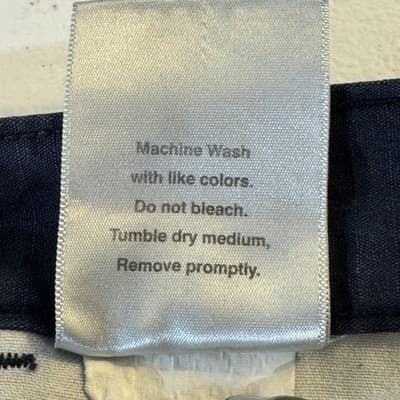 Machine Wash
with like colors.
Do not bleach.
Tumble dry medium,
Remove promptly.